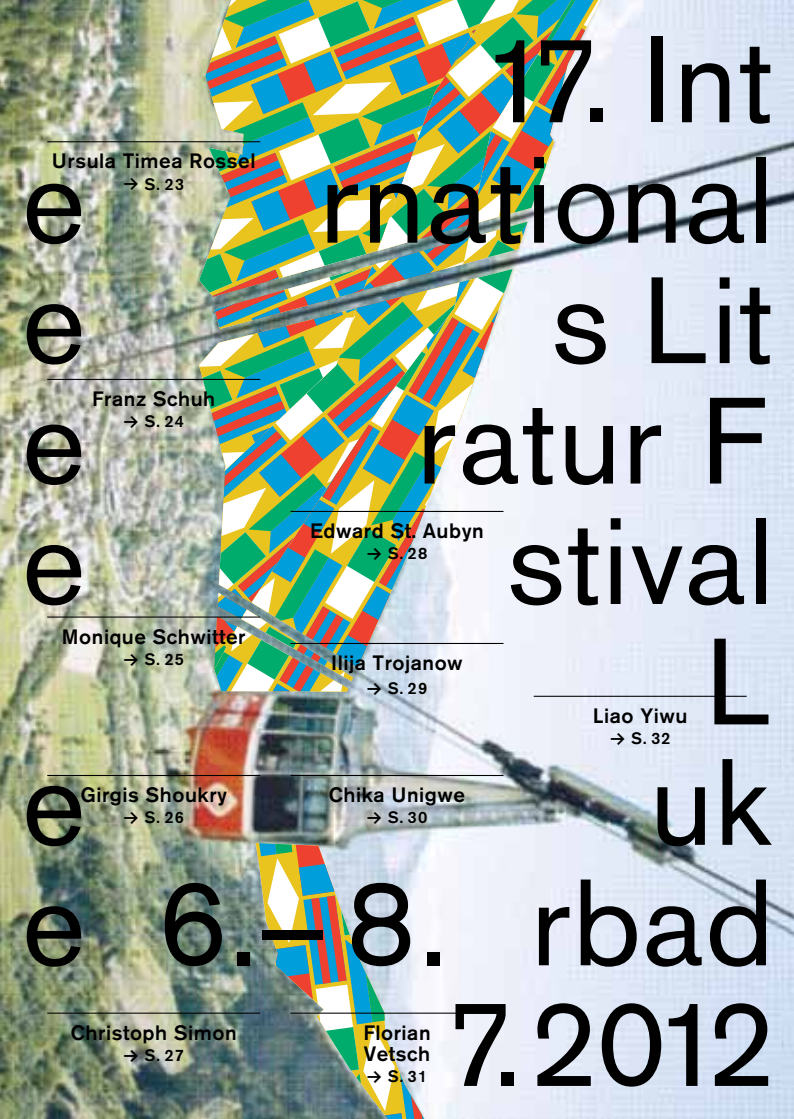 17. Int
e rnational
e s Lit
e ratur F
e stival
L
e uk
e 6.–8. rbad
7.2012
Ursula Timea Rossel
→ S. 23
Franz Schuh
→ S. 24
Monique Schwitter
→ S. 25
Girgis Shoukry
→ S. 26
Christoph Simon
→ S. 27
Edward St. Aubyn
→ S. 28
Ilija Trojanow
→ S. 29
Chika Unigwe
→ S. 30
Florian
Vetsch
→ S. 31
Liao Yiwu
→ S. 32